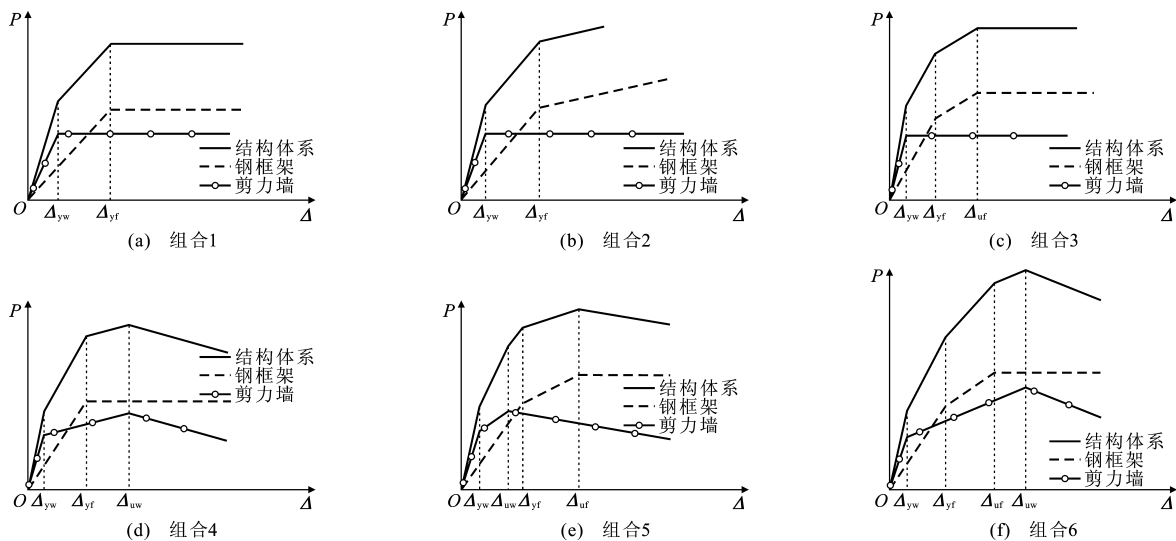 P
结构体系
钢框架
剪力墙
O Δyw Δyf Δ
(a) 组合1
P
结构体系
钢框架
剪力墙
O Δyw Δyf Δ
(b) 组合2
P
结构体系
钢框架
剪力墙
O Δyw Δyf Δuf Δ
(c) 组合3
P
结构体系
钢框架
剪力墙
O Δyw Δyf Δuw Δ
(d) 组合4
P
结构体系
钢框架
剪力墙
O Δyw Δuw Δyf Δuf Δ
(e) 组合5
P
结构体系
钢框架
剪力墙
O Δyw Δyf Δuf Δuw Δ
(f) 组合6